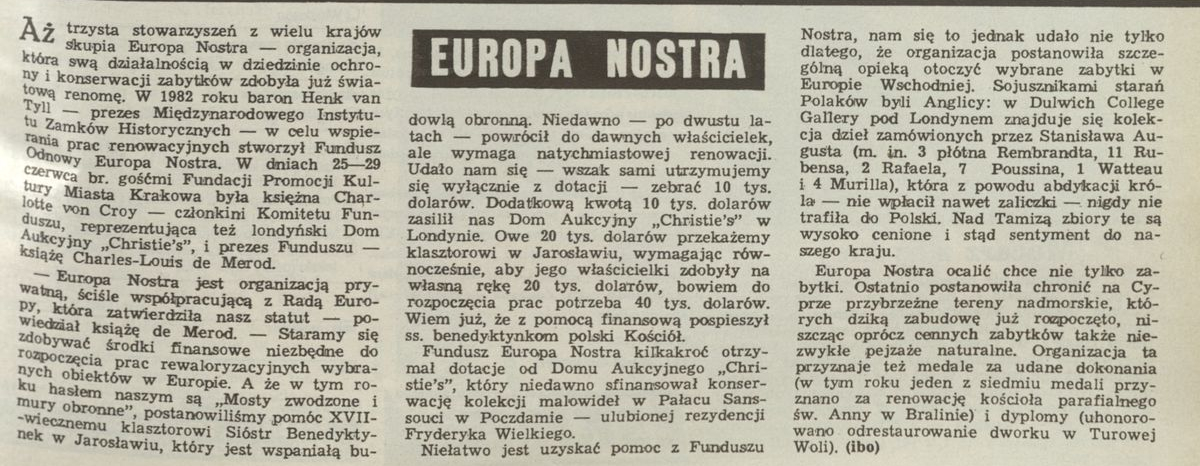 EUROPA NOSTRA
Aż trzysta stowarzyszeń z wielu krajów
skupia Europa Nostra — organizacja,
która swą działalnością w dziedzinie ochro-
ny i konserwacji zabytków zdobyła już świa-
tową renomę. W 1982 roku baron Henk van
Tyll — prezes Międzynarodowego Instytu-
tu Zamków Historycznych — w celu wspie-
rania prac renowacyjnych stworzył Fundusz
Odnowy Europa Nostra. W dniach 25—29
czerwca br. gośćmi Fundacji Promocji Kul-
tury Miasta Krakowa była księżna Char-
lotte von Croy — członkini Komitetu Fun-
duszu, reprezentująca też londyński Dom
Aukcyjny „Christie's”, i prezes Funduszu —
książę Charles-Louis de Merod.
— Europa Nostra jest organizacją pry-
watną, ściśle współpracującą z Radą Euro-
py, która zatwierdziła nasz statut — po-
wiedział książę de Merod. — Staramy się
zdobywać środki finansowe niezbędne do
rozpoczęcia prac rewaloryzacyjnych wybra-
nych obiektów w Europie. A że w tym ro-
ku hasłem naszym są „Mosty zwodzone i
mury obronne”, postanowiliśmy pomóc XVII-
-wiecznemu klasztorowi Sióstr Benedykty-
nek w Jarosławiu, który jest wspaniałą bu-
dowlą obronną. Niedawno — po dwustu la-
tach — powrócił do dawnych właścicielek,
ale wymaga natychmiastowej renowacji.
Udało nam się — wszak sami utrzymujemy
się wyłącznie z dotacji — zebrać 10 tys.
dolarów. Dodatkową kwotą 10 tys. dolarów
zasilił nas Dom Aukcyjny „Christie's” w
Londynie. Owe 20 tys. dolarów przekażemy
klasztorowi w Jarosławiu, wymagając rów-
nocześnie, aby jego właścicielki zdobyły na
własną rękę 20 tys. dolarów, bowiem do
rozpoczęcia prac potrzeba 40 tys. dolarów.
Wiem już, że z pomocą finansową pospieszył
ss. benedyktynkom polski Kościół.
Fundusz Europa Nostra kilkakroć otrzy-
mał dotacje od Domu Aukcyjnego „Chri-
stie's”, który niedawno sfinansował konser-
wację kolekcji malowideł w Pałacu Sans-
souci w Poczdamie — ulubionej rezydencji
Fryderyka Wielkiego.
Niełatwo jest uzyskać pomoc z Funduszu
Nostra, nam się to jednak udało nie tylko
dlatego, że organizacja postanowiła szcze-
gólną opieką otoczyć wybrane zabytki w
Europie Wschodniej. Sojusznikami starań
Polaków byli Anglicy: w Dulwich College
Gallery pod Londynem znajduje się kolek-
cja dzieł zamówionych przez Stanisława Au-
gusta (m. in. 3 płótna Rembrandta, 11 Ru-
bensa, 2 Rafaela, 7 Poussina, 1 Watteau
i 4 Murilla), która z powodu abdykacji kró-
la — nie wpłacił nawet zaliczki — nigdy nie
trafiła do Polski. Nad Tamizą zbiory te są
wysoko cenione i stąd sentyment do na-
szego kraju.
Europa Nostra ocalić chce nie tylko za-
bytki. Ostatnio postanowiła chronić na Cy-
prze przybrzeżne tereny nadmorskie, któ-
rych dziką zabudowę już rozpoczęto, ni-
szcząc oprócz cennych zabytków także nie-
zwykłe pejzaże naturalne. Organizacja ta
przyznaje też medale za udane dokonania
(w tym roku jeden z siedmiu medali przy-
znano za renowację kościoła parafialnego
św. Anny w Bralinie) i dyplomy (uhonoro-
wano odrestaurowanie dworku w Turowej
Woli). (ibo)